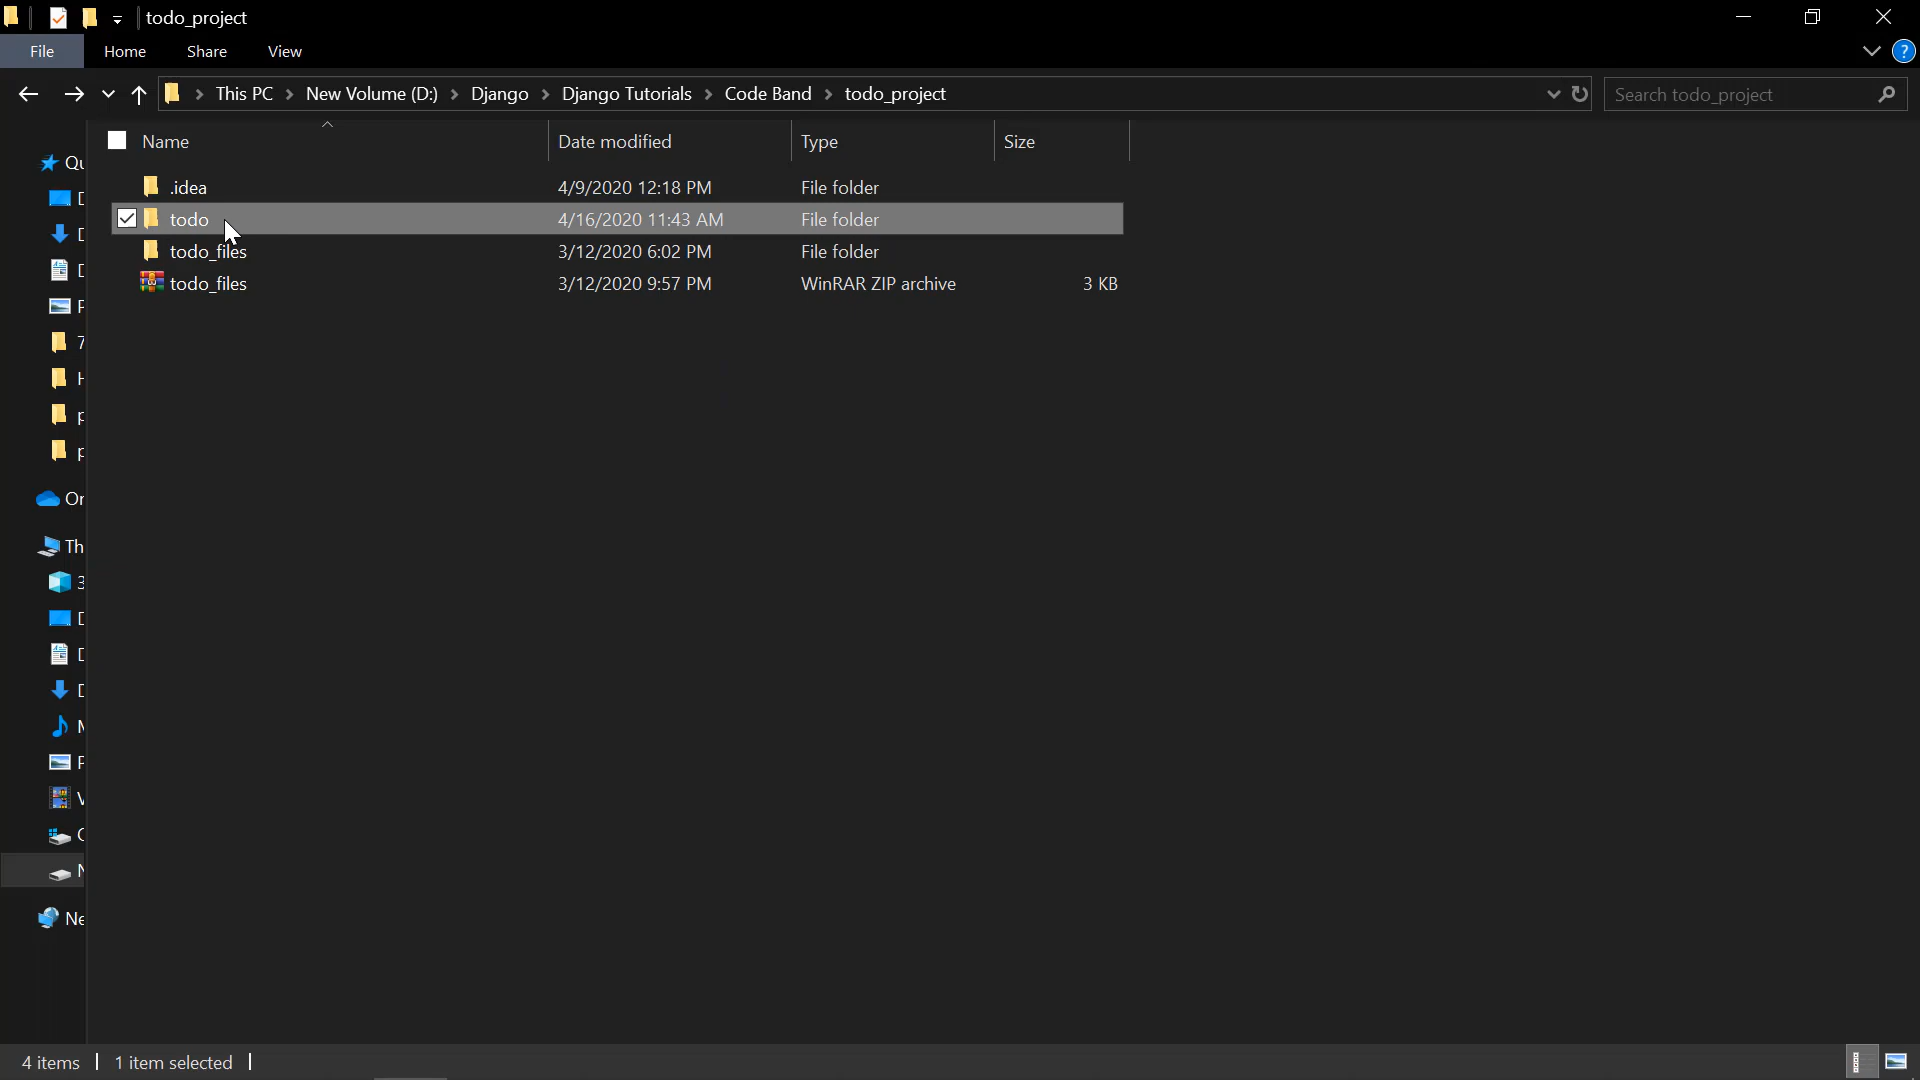 todo_project
File Home Share View
This PC New Volume (D:) Django Django Tutorials Code Band todo_project
Search todo_project
Name Date modified Type Size
.idea 4/9/2020 12:18 PM File folder
todo 4/16/2020 11:43 AM File folder
todo_files 3/12/2020 6:02 PM File folder
todo_files 3/12/2020 9:57 PM WinRAR ZIP archive 3 KB
4 items 1 item selected